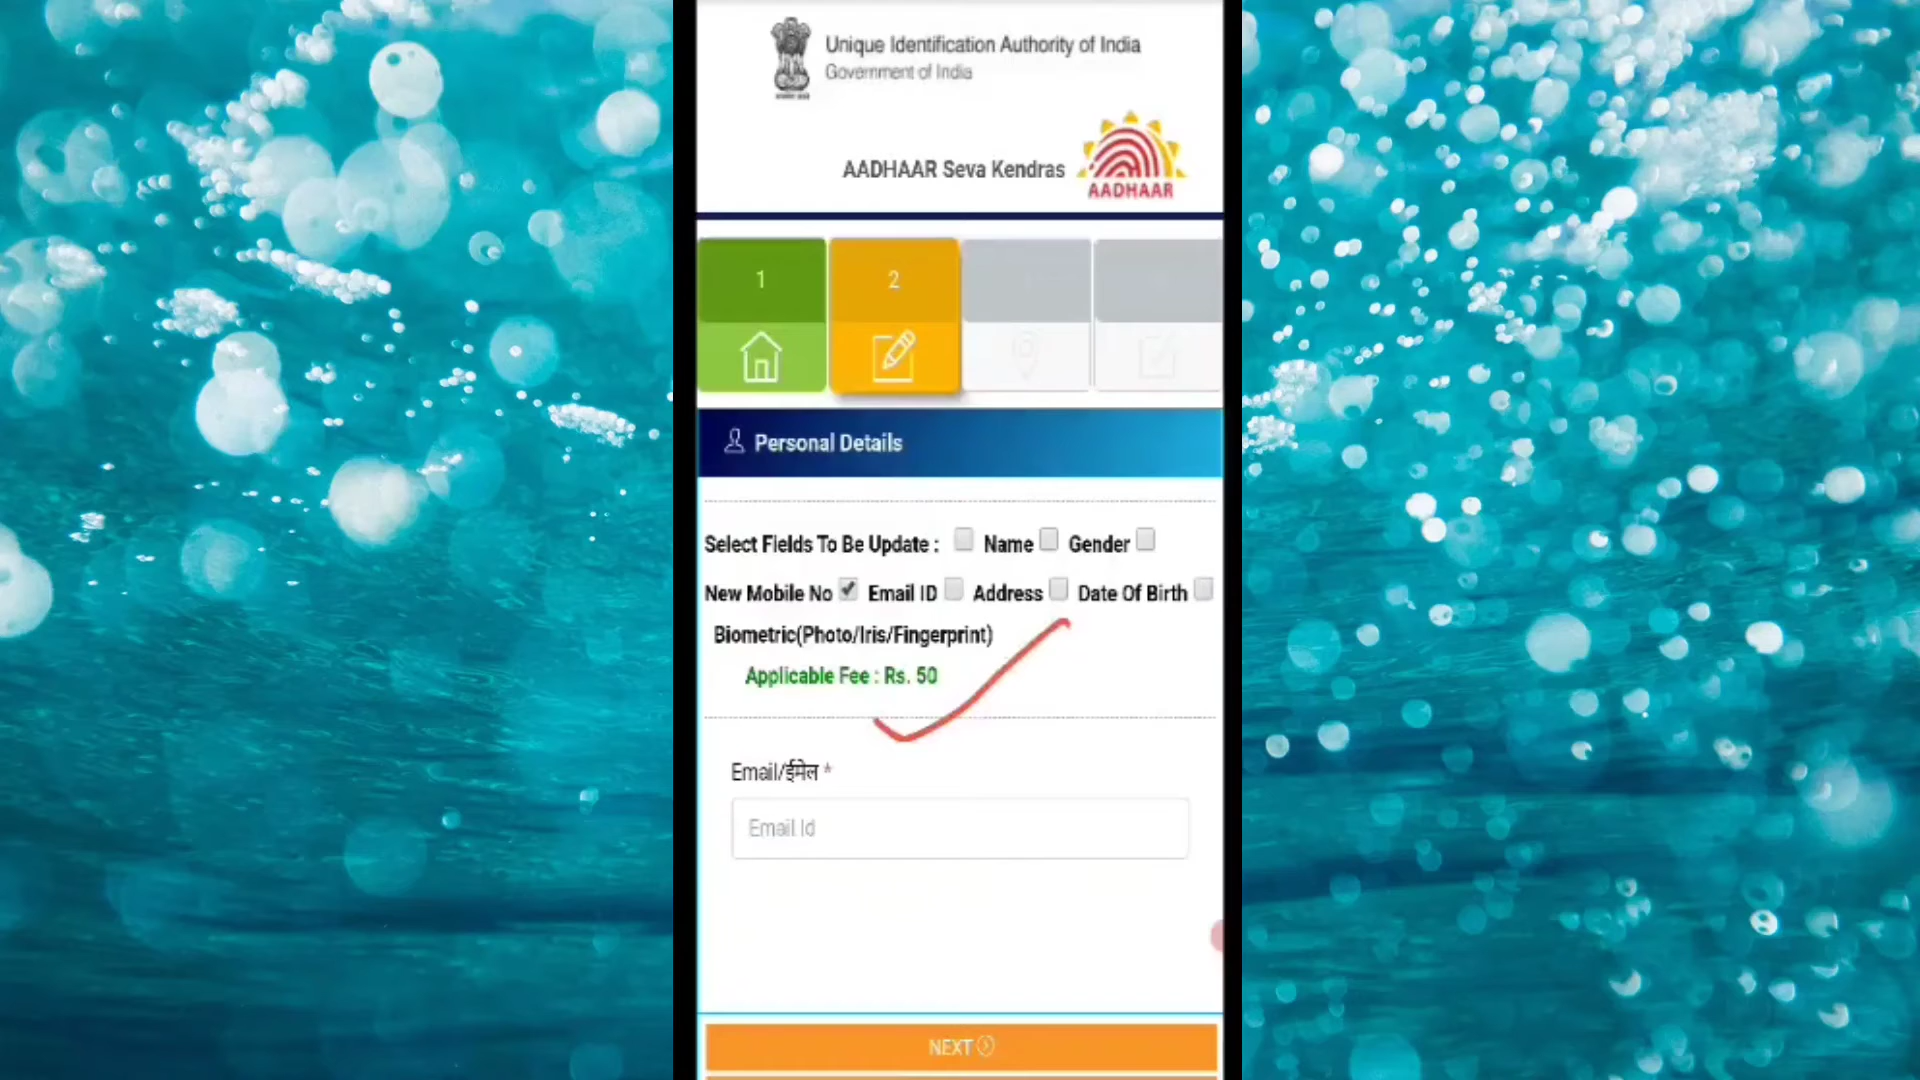 Unique Identification Authority of India
Government of India
AADHAAR Seva Kendras
AADHAAR
1
2
Personal Details
Select Fields To Be Update : Name Gender
New Mobile No Email ID Address Date Of Birth
Biometric(Photo/Iris/Fingerprint)
Applicable Fee : Rs. 50
Email/ईमेल *
Email Id
NEXT